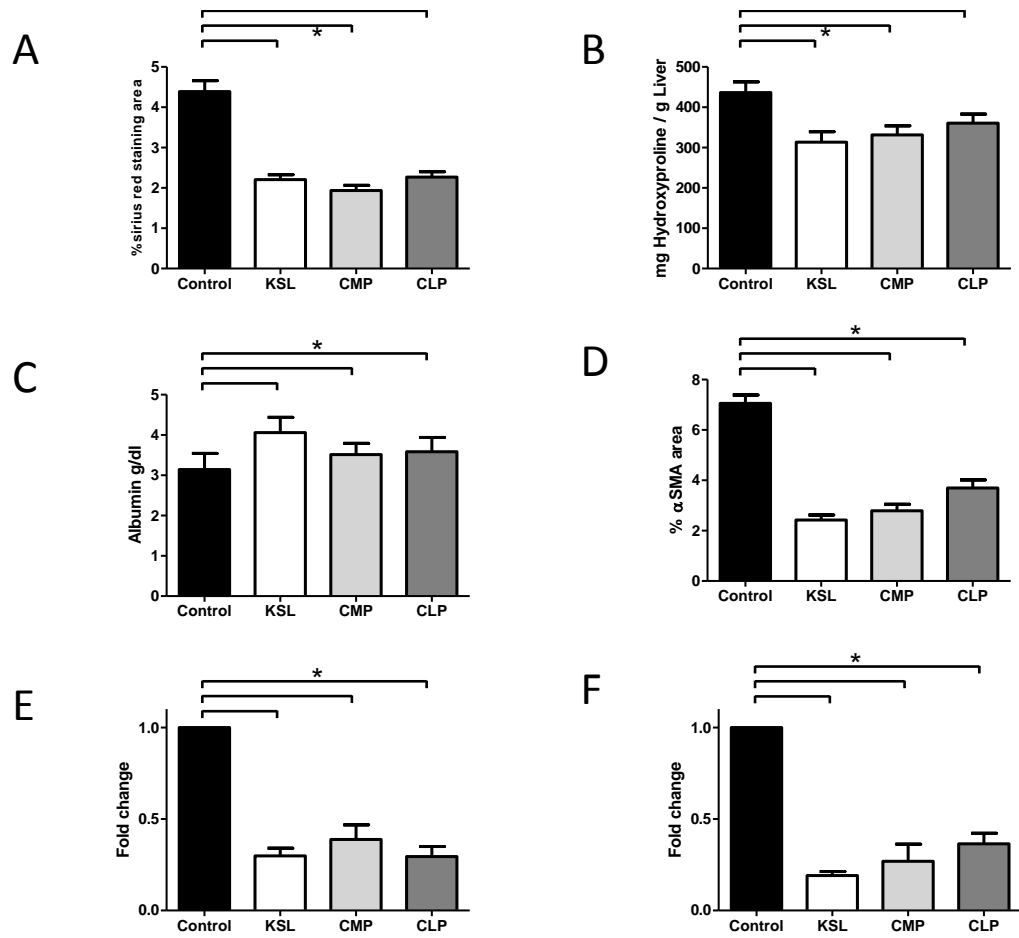 A
*
%sirius red staining area
5
4
3
2
1
0
Control KSL CMP CLP
B
*
mg Hydroxyproline / g Liver
500
400
300
200
100
0
Control KSL CMP CLP
C
*
Albumin g/dl
5
4
3
2
1
0
Control KSL CMP CLP
D
*
% αSMA area
8
6
4
2
0
Control KSL CMP CLP
E
*
Fold change
1.0
0.5
0.0
Control KSL CMP CLP
F
*
Fold change
1.0
0.5
0.0
Control KSL CMP CLP